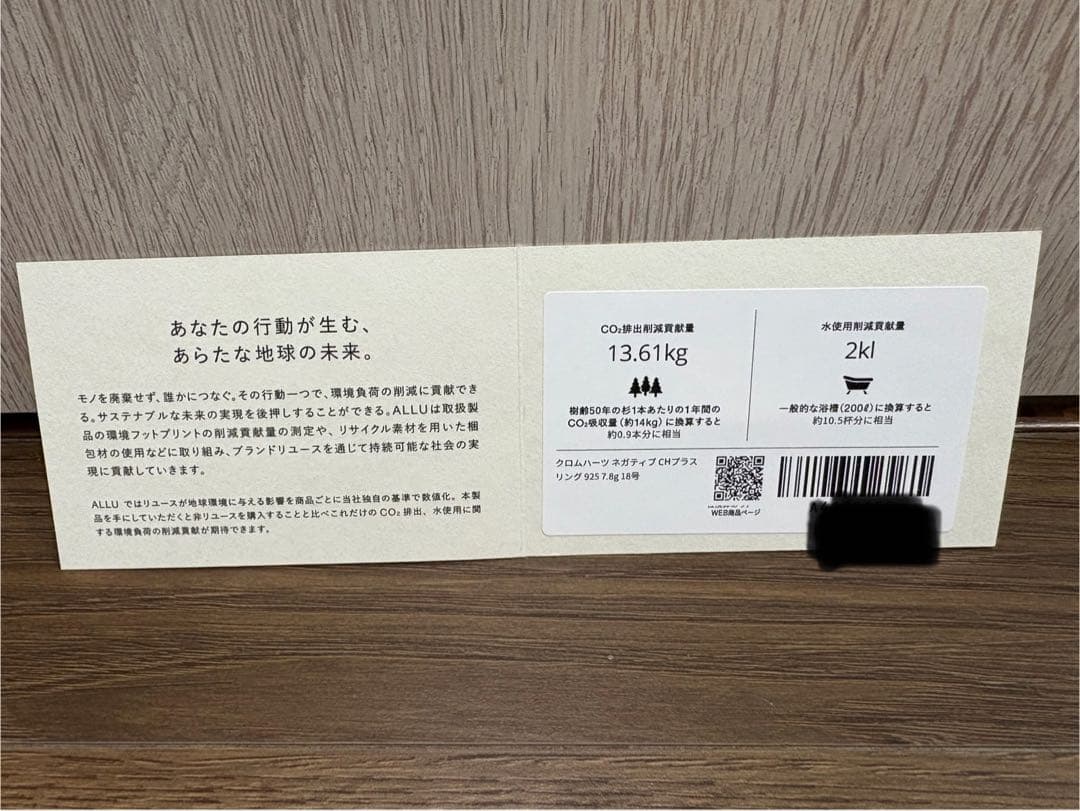 あなたの行動が生む、
あらたな地球の未来。
モノを廃棄せず、誰かにつなぐ。その行動一つで、環境負荷の削減に貢献でき
る。サステナブルな未来の実現を後押しすることができる。ALLUは取扱製
品の環境フットプリントの削減貢献量の測定や、リサイクル素材を用いた梱
包材の使用などに取り組み、ブランドリユースを通じて持続可能な社会の実
現に貢献していきます。
ALLU ではリユースが地球環境に与える影響を商品ごとに当社独自の基準で数値化。本製
品を手にしていただくと非リユースを購入することと比べこれだけの CO₂ 排出、水使用に関
する環境負荷の削減貢献が期待できます。
CO₂排出削減貢献量
13.61kg
樹齢50年の杉1本あたりの1年間の
CO₂吸収量（約14kg）に換算すると
約0.9本分に相当
水使用削減貢献量
2kl
一般的な浴槽（200ℓ）に換算すると
約10.5杯分に相当
クロムハーツ ネガティブ CHプラス
リング 925 7.8g 18号
WEB商品ページ